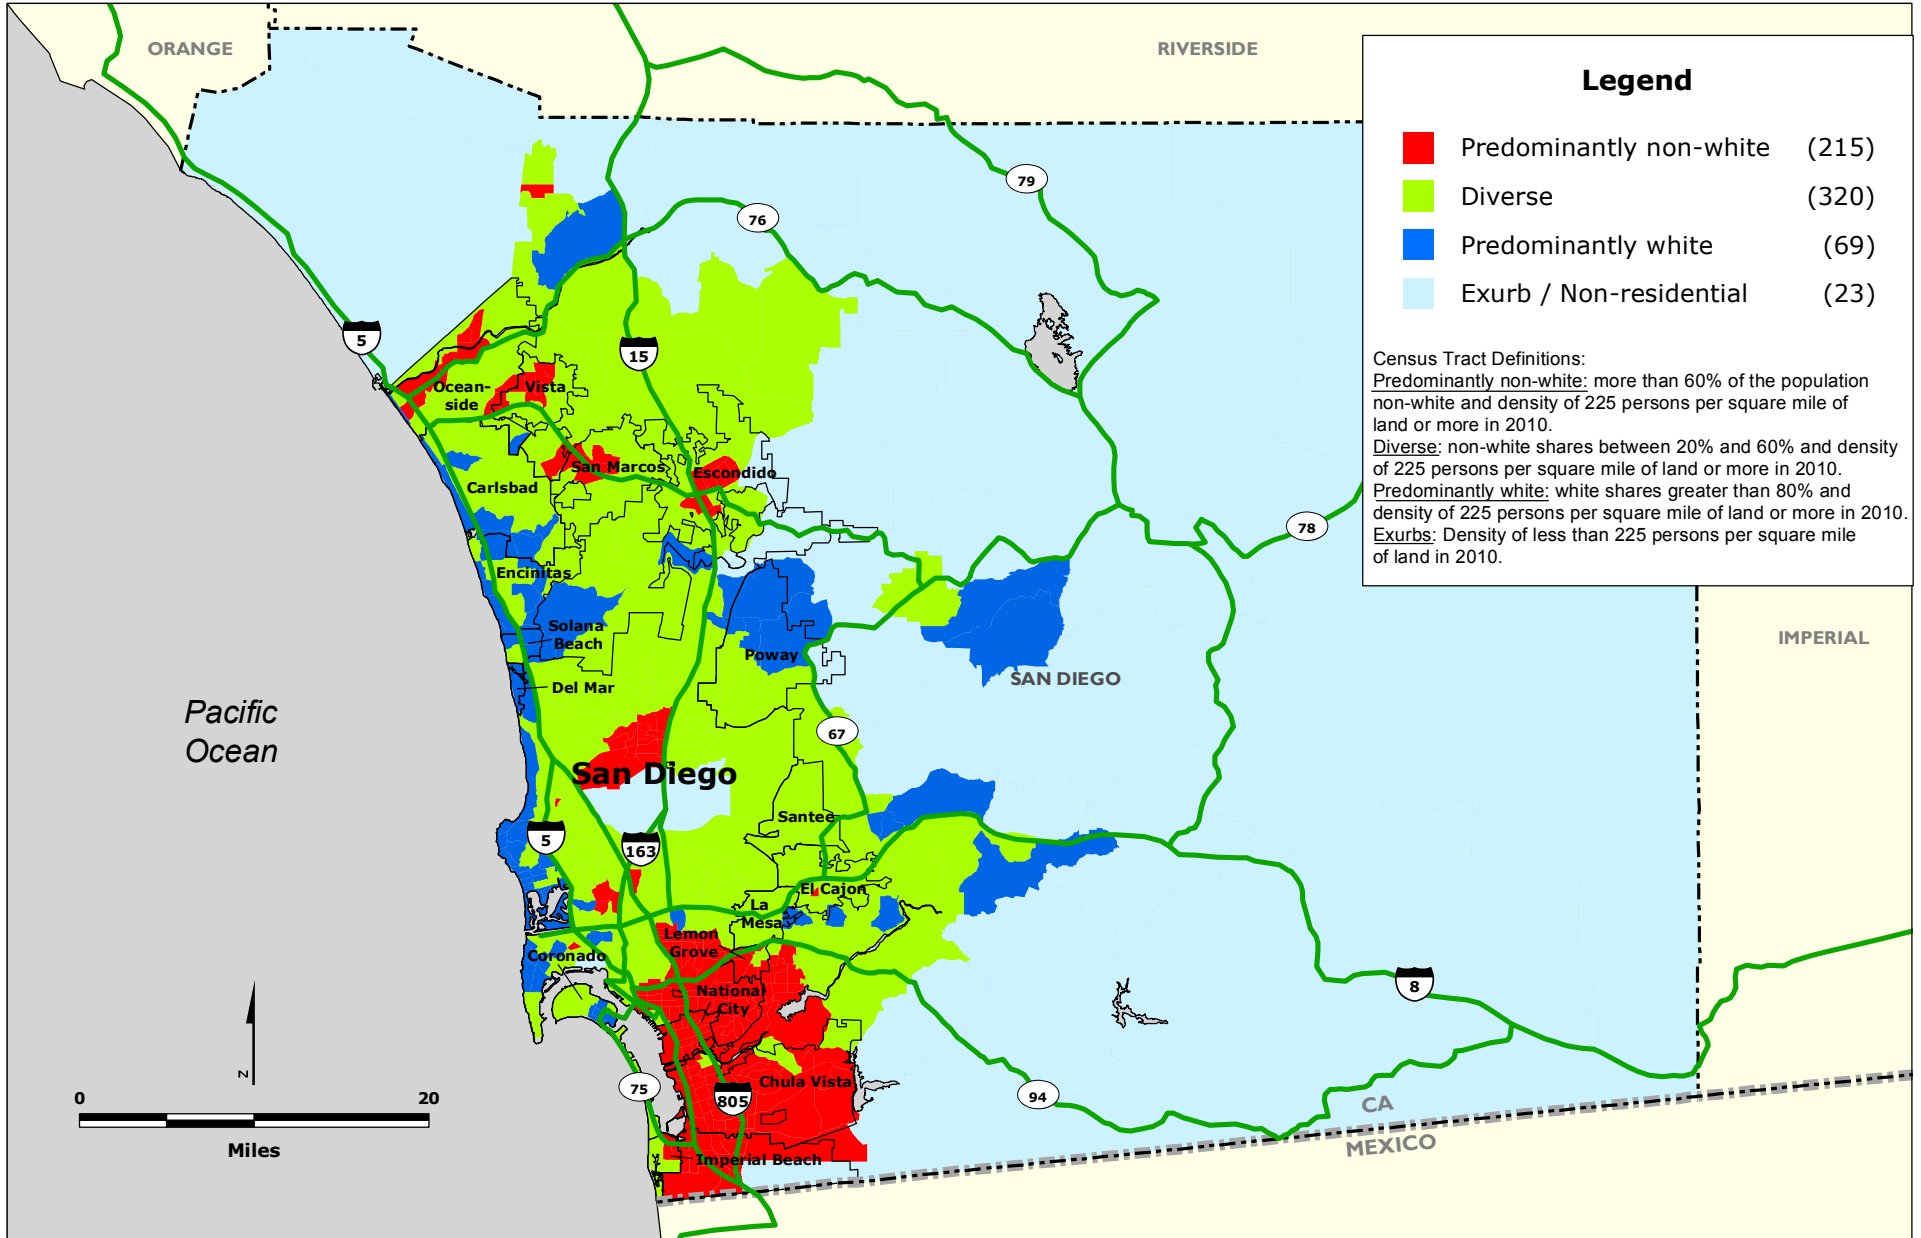 ORANGE
RIVERSIDE
Legend
Predominantly non-white (215)
Diverse (320)
Predominantly white (69)
Exurb / Non-residential (23)
Census Tract Definitions:
Predominantly non-white: more than 60% of the population
non-white and density of 225 persons per square mile of
land or more in 2010.
Diverse: non-white shares between 20% and 60% and density
of 225 persons per square mile of land or more in 2010.
Predominantly white: white shares greater than 80% and
density of 225 persons per square mile of land or more in 2010.
Exurbs: Density of less than 225 persons per square mile
of land in 2010.
79
76
5
15
Ocean-
side
Vista
San Marcos
Escondido
Carlsbad
78
Encinitas
Solana
Beach
Poway
IMPERIAL
SAN DIEGO
Del Mar
Pacific
Ocean
67
San Diego
Santee
5
163
El Cajon
La
Mesa
Lemon
Grove
Coronado
National
City
8
Chula Vista
75
805
94
CA
MEXICO
Imperial Beach
N
0 20
Miles